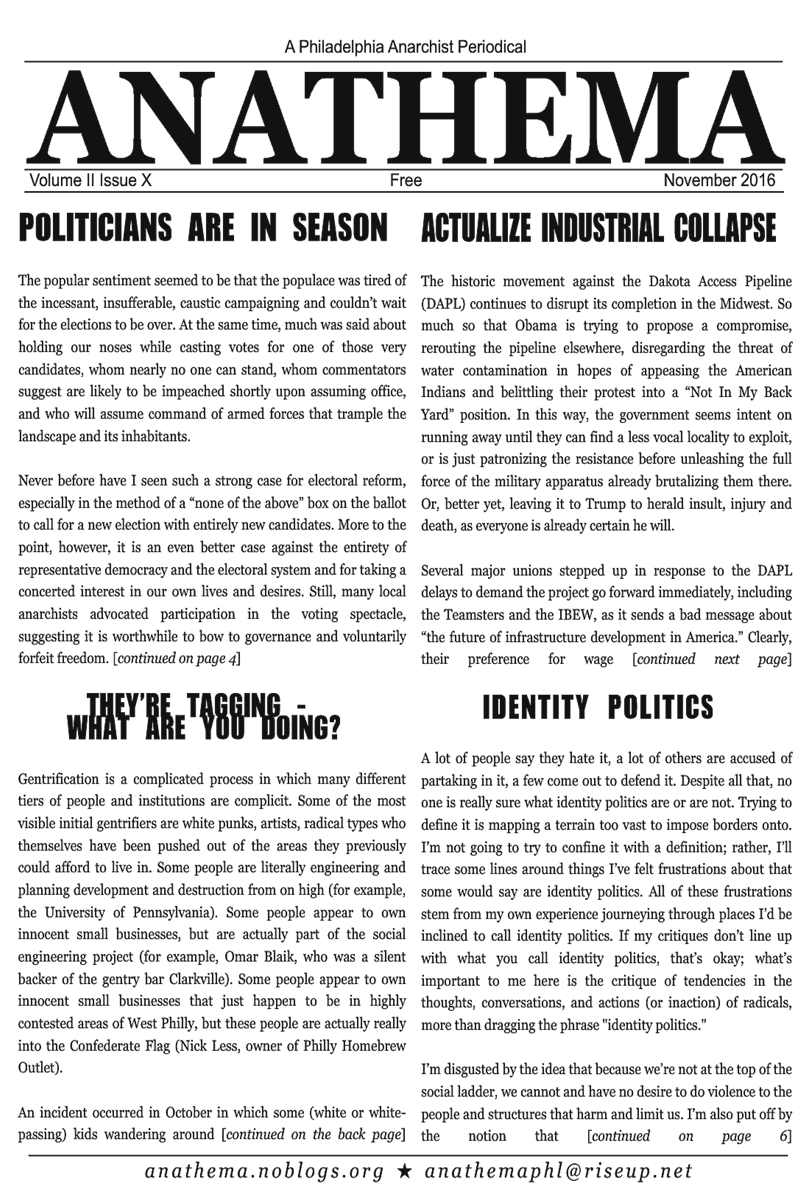 A Philadelphia Anarchist Periodical
ANATHEMA
Volume II Issue X
Free
November 2016
POLITICIANS ARE IN SEASON
The popular sentiment seemed to be that the populace was tired of
the incessant, insufferable, caustic campaigning and couldn't wait
for the elections to be over. At the same time, much was said about
holding our noses while casting votes for one of those very
candidates, whom nearly no one can stand, whom commentators
suggest are likely to be impeached shortly upon assuming office,
and who will assume command of armed forces that trample the
landscape and its inhabitants.
Never before have I seen such a strong case for electoral reform,
especially in the method of a “none of the above” box on the ballot
to call for a new election with entirely new candidates. More to the
point, however, it is an even better case against the entirety of
representative democracy and the electoral system and for taking a
concerted interest in our own lives and desires. Still, many local
anarchists advocated participation in the voting spectacle,
suggesting it is worthwhile to bow to governance and voluntarily
forfeit freedom. [continued on page 4]
THEY'RE TAGGING -
WHAT ARE YOU DOING?
Gentrification is a complicated process in which many different
tiers of people and institutions are complicit. Some of the most
visible initial gentrifiers are white punks, artists, radical types who
themselves have been pushed out of the areas they previously
could afford to live in. Some people are literally engineering and
planning development and destruction from on high (for example,
the University of Pennsylvania). Some people appear to own
innocent small businesses, but are actually part of the social
engineering project (for example, Omar Blaik, who was a silent
backer of the gentry bar Clarkville). Some people appear to own
innocent small businesses that just happen to be in highly
contested areas of West Philly, but these people are actually really
into the Confederate Flag (Nick Less, owner of Philly Homebrew
Outlet).
An incident occurred in October in which some (white or white-
passing) kids wandering around [continued on the back page]
ACTUALIZE INDUSTRIAL COLLAPSE
The historic movement against the Dakota Access Pipeline
(DAPL) continues to disrupt its completion in the Midwest. So
much so that Obama is trying to propose a compromise,
rerouting the pipeline elsewhere, disregarding the threat of
water contamination in hopes of appeasing the American
Indians and belittling their protest into a “Not In My Back
Yard” position. In this way, the government seems intent on
running away until they can find a less vocal locality to exploit,
or is just patronizing the resistance before unleashing the full
force of the military apparatus already brutalizing them there.
Or, better yet, leaving it to Trump to herald insult, injury and
death, as everyone is already certain he will.
Several major unions stepped up in response to the DAPL
delays to demand the project go forward immediately, including
the Teamsters and the IBEW, as it sends a bad message about
“the future of infrastructure development in America.” Clearly,
their preference for wage [continued next page]
IDENTITY POLITICS
A lot of people say they hate it, a lot of others are accused of
partaking in it, a few come out to defend it. Despite all that, no
one is really sure what identity politics are or are not. Trying to
define it is mapping a terrain too vast to impose borders onto.
I'm not going to try to confine it with a definition; rather, I'll
trace some lines around things I've felt frustrations about that
some would say are identity politics. All of these frustrations
stem from my own experience journeying through places I'd be
inclined to call identity politics. If my critiques don't line up
with what you call identity politics, that's okay; what's
important to me here is the critique of tendencies in the
thoughts, conversations, and actions (or inaction) of radicals,
more than dragging the phrase "identity politics."
I'm disgusted by the idea that because we're not at the top of the
social ladder, we cannot and have no desire to do violence to the
people and structures that harm and limit us. I'm also put off by
the notion that [continued on page 6]
anathema.noblogs.org ★ anathemaphl@riseup.net